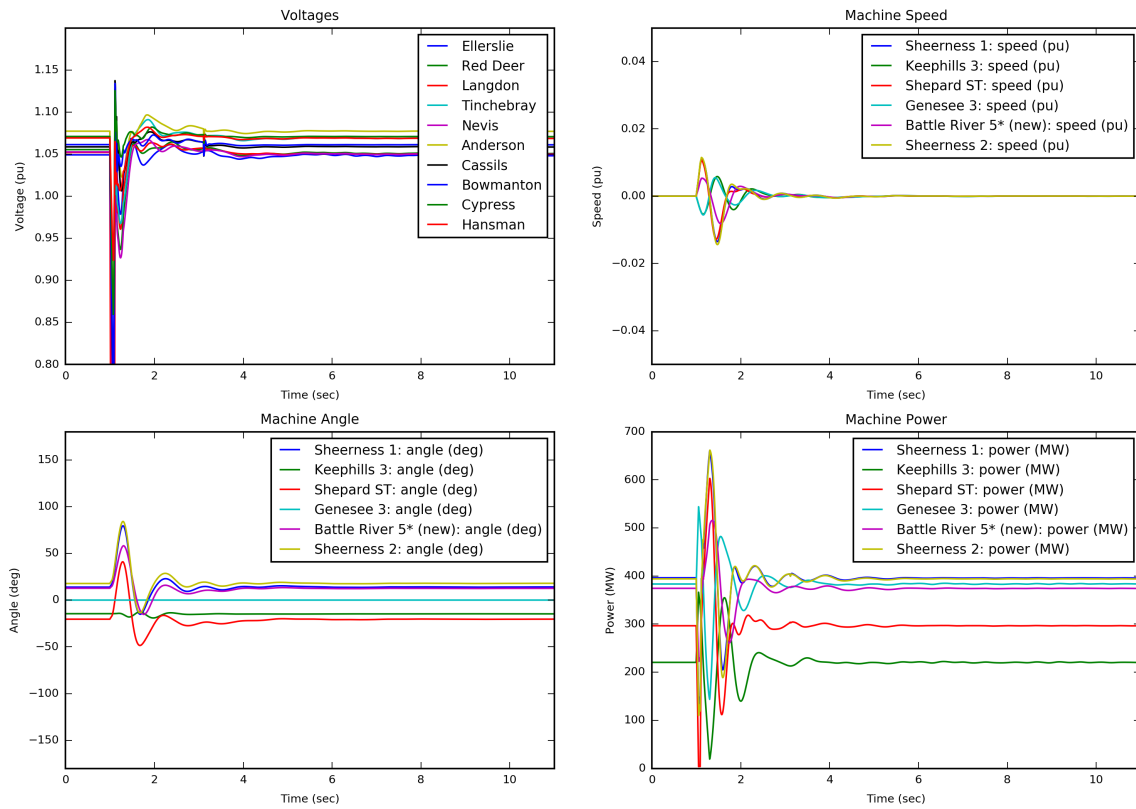 Voltages
1.15
1.10
1.05
1.00
0.95
0.90
0.85
0.80
Voltage (pu)
Ellerslie
Red Deer
Langdon
Tinchebray
Nevis
Anderson
Cassils
Bowmanton
Cypress
Hansman
0 2 4 6 8 10
Time (sec)
Machine Speed
0.04
0.02
0.00
−0.02
−0.04
Speed (pu)
Sheerness 1: speed (pu)
Keephills 3: speed (pu)
Shepard ST: speed (pu)
Genesee 3: speed (pu)
Battle River 5* (new): speed (pu)
Sheerness 2: speed (pu)
0 2 4 6 8 10
Time (sec)
Machine Angle
150
100
50
0
−50
−100
−150
Angle (deg)
Sheerness 1: angle (deg)
Keephills 3: angle (deg)
Shepard ST: angle (deg)
Genesee 3: angle (deg)
Battle River 5* (new): angle (deg)
Sheerness 2: angle (deg)
0 2 4 6 8 10
Time (sec)
Machine Power
700
600
500
400
300
200
100
0
Power (MW)
Sheerness 1: power (MW)
Keephills 3: power (MW)
Shepard ST: power (MW)
Genesee 3: power (MW)
Battle River 5* (new): power (MW)
Sheerness 2: power (MW)
0 2 4 6 8 10
Time (sec)